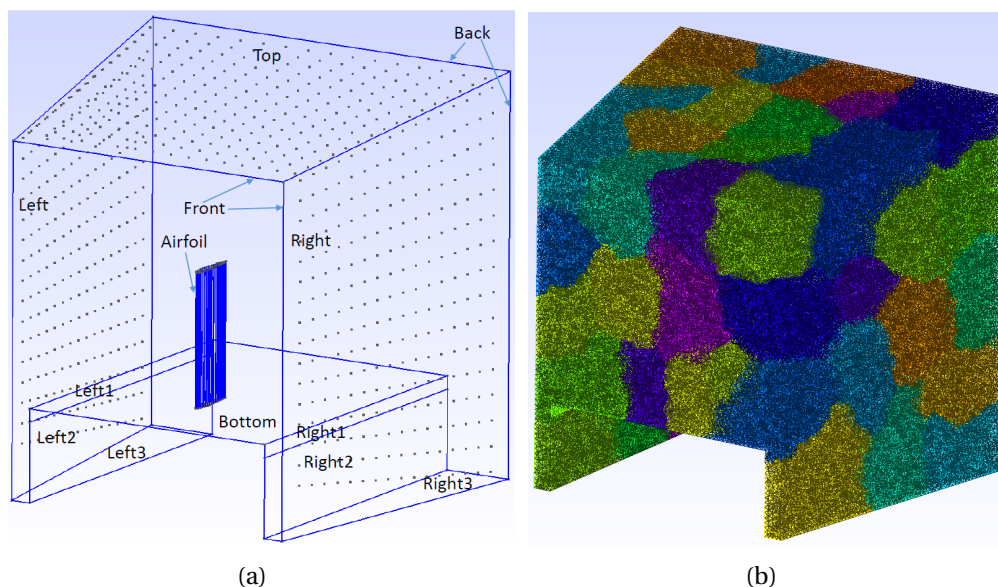 Back
Top
Left
Front
Right
Airfoil
Left1
Bottom
Left2
Right1
Left3
Right2
Right3
(a)
(b)